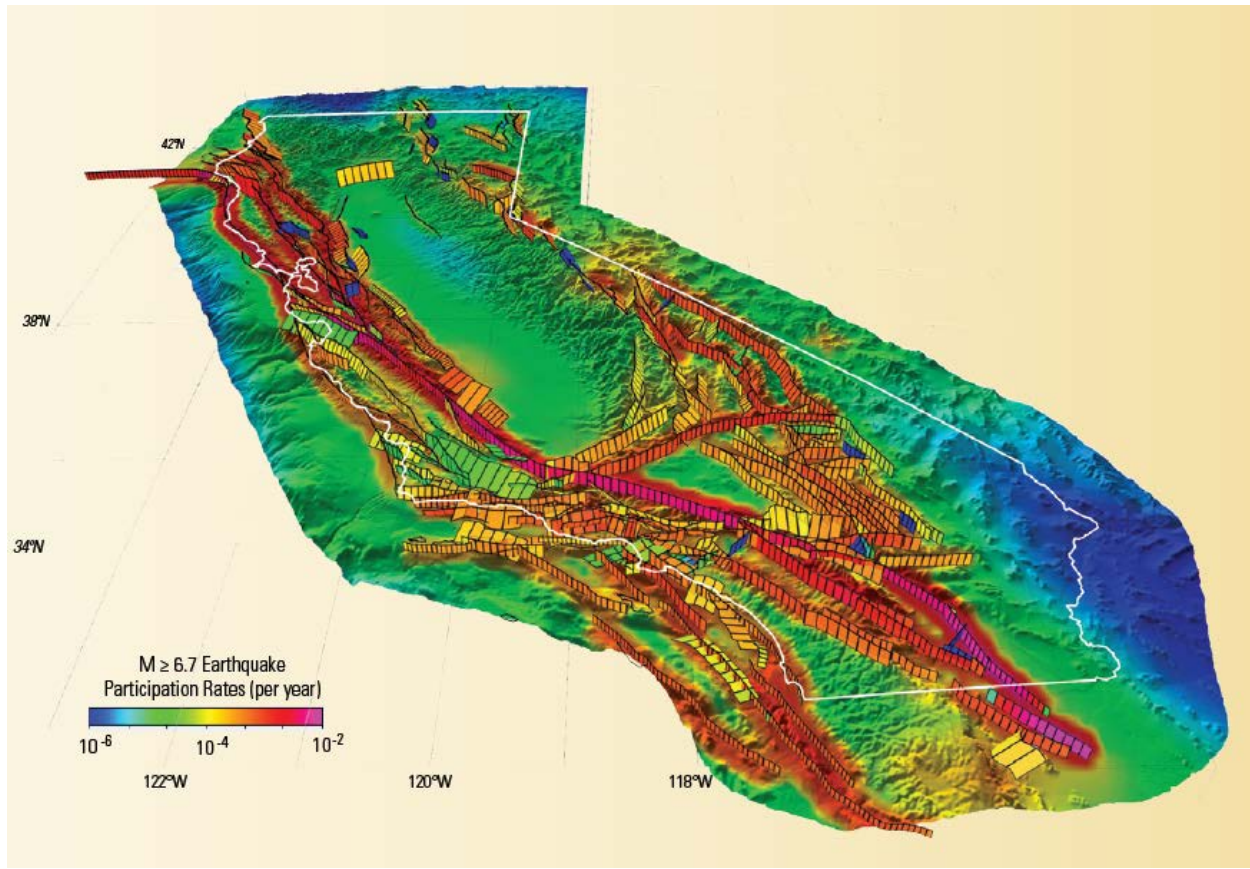 42°N
38°N
34°N
M ≥ 6.7 Earthquake
Participation Rates (per year)
10⁻⁶ 10⁻⁴ 10⁻²
122°W 120°W 118°W